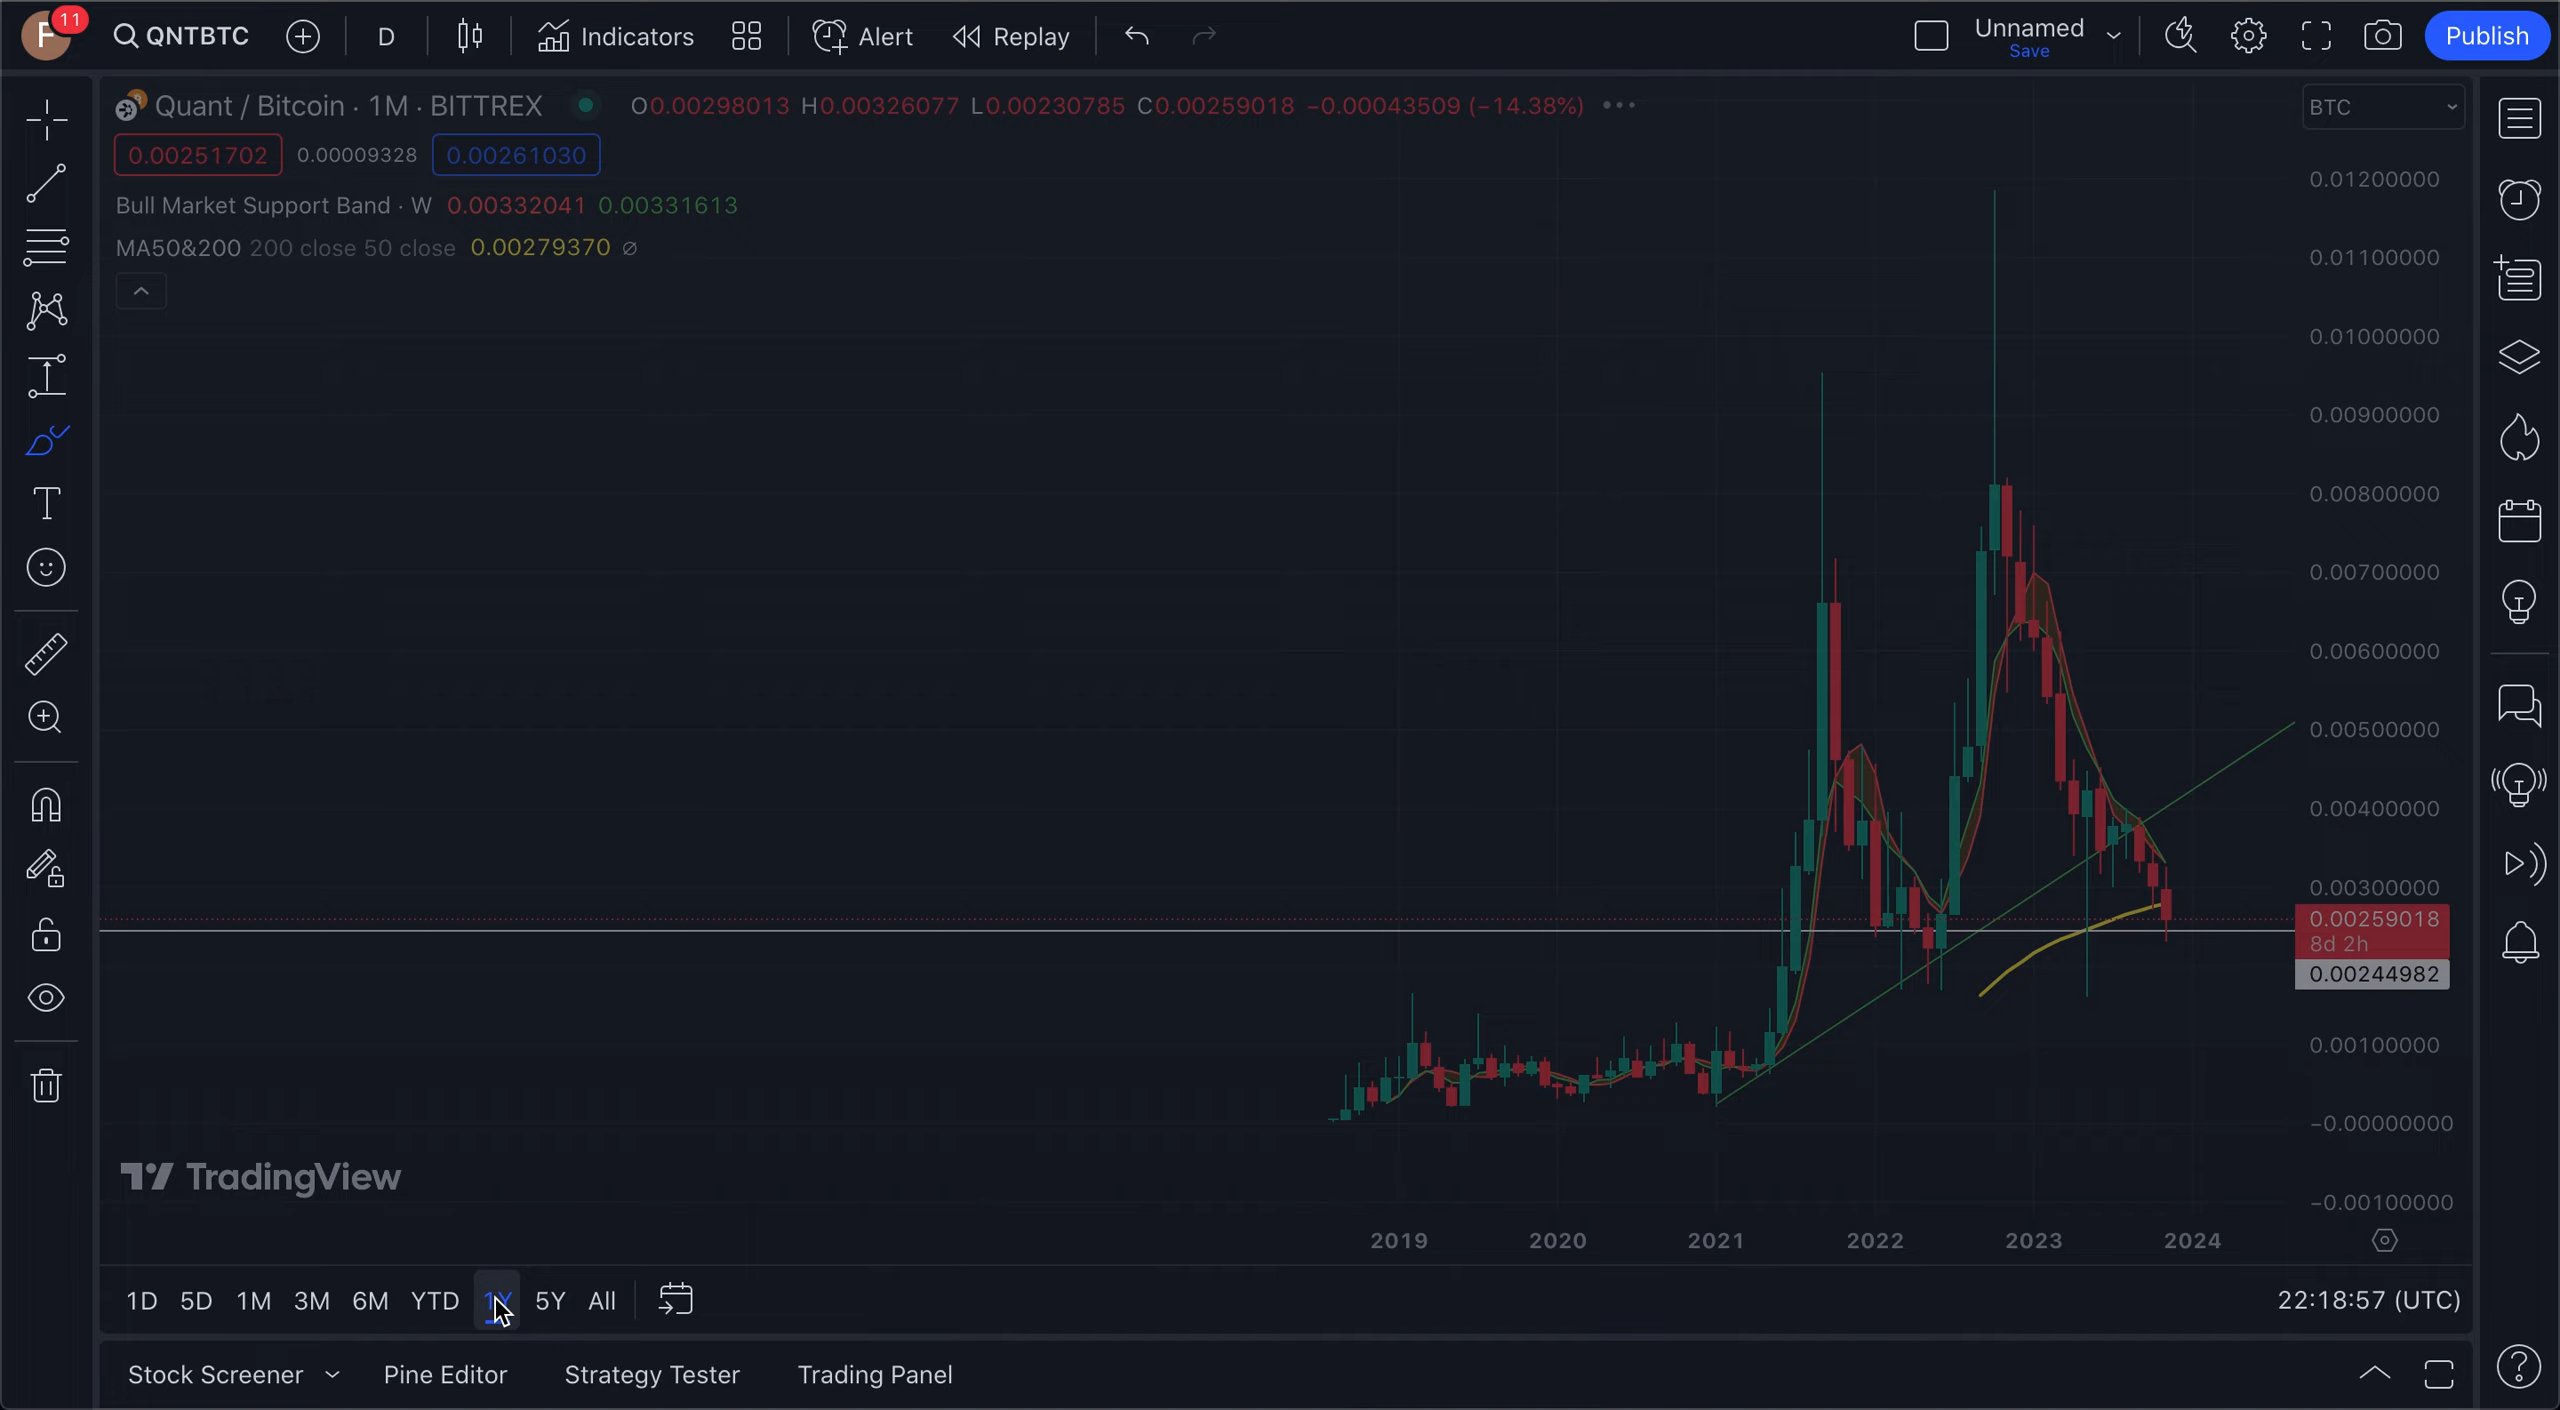 F 11 QNTBTC D Indicators Alert Replay Unnamed Save Publish
Quant / Bitcoin · 1M · BITTREX O0.00298013 H0.00326077 L0.00230785 C0.00259018 −0.00043509 (−14.38%)
BTC
0.00251702 0.00009328 0.00261030
Bull Market Support Band · W 0.00332041 0.00331613
MA50&200 200 close 50 close 0.00279370 ∅
0.01200000
0.01100000
0.01000000
0.00900000
0.00800000
0.00700000
0.00600000
0.00500000
0.00400000
0.00300000
0.00259018
8d 2h
0.00244982
0.00100000
−0.00000000
−0.00100000
TradingView
2019 2020 2021 2022 2023 2024
1D 5D 1M 3M 6M YTD 1Y 5Y All 22:18:57 (UTC)
Stock Screener Pine Editor Strategy Tester Trading Panel